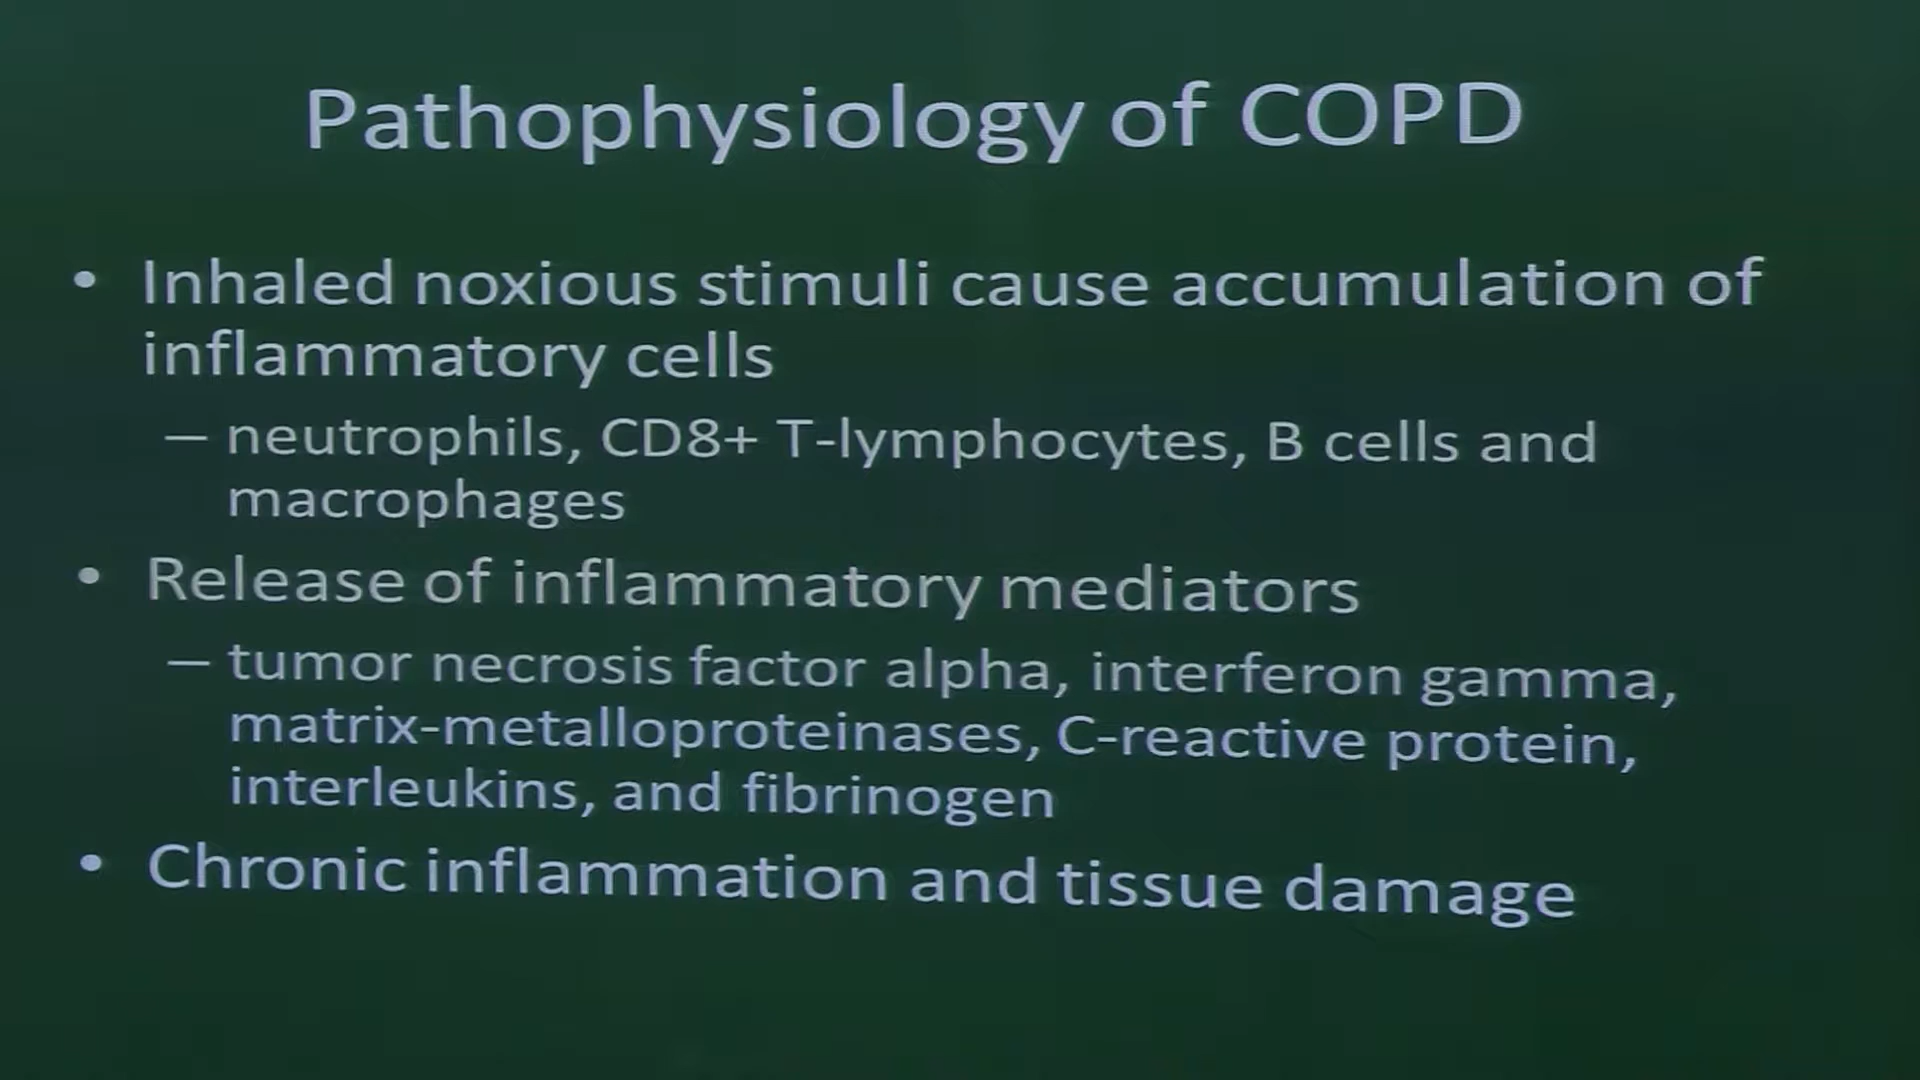 Pathophysiology of COPD
• Inhaled noxious stimuli cause accumulation of
inflammatory cells
– neutrophils, CD8+ T-lymphocytes, B cells and
macrophages
• Release of inflammatory mediators
– tumor necrosis factor alpha, interferon gamma,
matrix-metalloproteinases, C-reactive protein,
interleukins, and fibrinogen
• Chronic inflammation and tissue damage